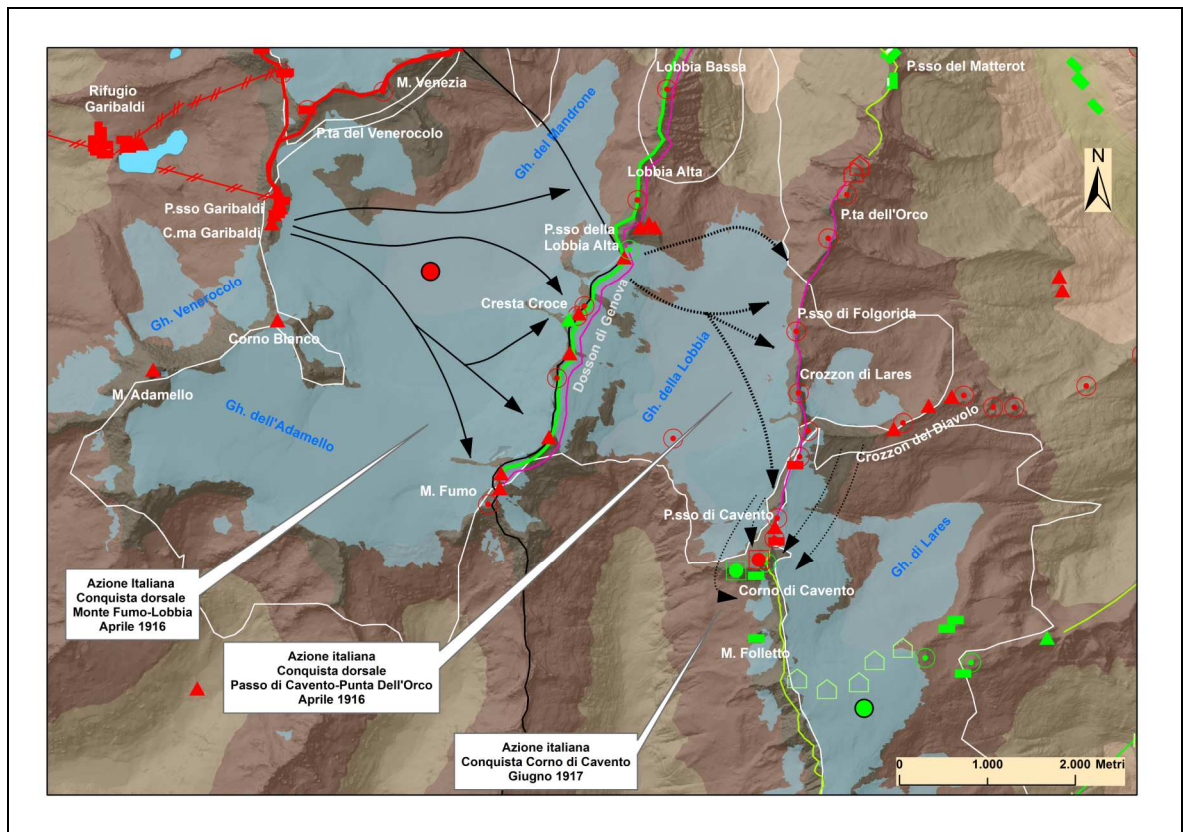 Lobbia Bassa
P.sso del Matterot
Rifugio
Garibaldi
M. Venezia
P.ta del Venerocolo
Gh. del Mandrone
N
Lobbia Alta
P.sso Garibaldi
C.ma Garibaldi
P.ta dell'Orco
P.sso della
Lobbia Alta
Gh. Venerocolo
Cresta Croce
Dosson di Genova
P.sso di Folgorida
Corno Bianco
Gh. della Lobbia
Crozzon di Lares
M. Adamello
Gh. dell'Adamello
Crozzon del Diavolo
M. Fumo
P.sso di Cavento
Gh. di Lares
Corno di Cavento
Azione Italiana
Conquista dorsale
Monte Fumo-Lobbia
Aprile 1916
M. Folletto
Azione italiana
Conquista dorsale
Passo di Cavento-Punta Dell'Orco
Aprile 1916
Azione italiana
Conquista Corno di Cavento
Giugno 1917
0 1.000 2.000 Metri